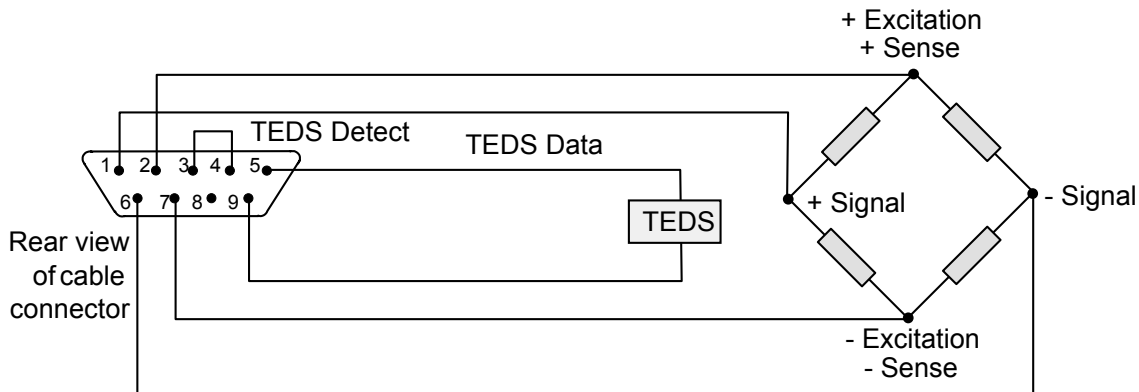 + Excitation
+ Sense
TEDS Detect
TEDS Data
1 2 3 4 5
6 7 8 9
TEDS
+ Signal
- Signal
Rear view
of cable
connector
- Excitation
- Sense